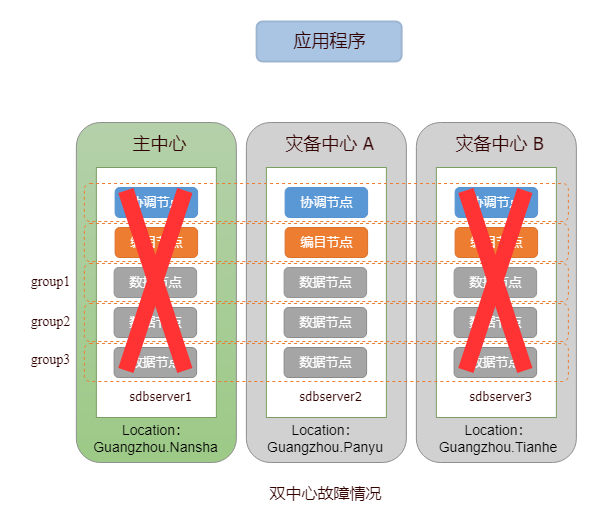 应用程序
主中心
灾备中心 A
灾备中心 B
协调节点
协调节点
协调节点
编目节点
编目节点
编目节点
group1
数据节点
数据节点
数据节点
group2
数据节点
数据节点
数据节点
group3
数据节点
数据节点
数据节点
sdbserver1
sdbserver2
sdbserver3
Location:
Guangzhou.Nansha
Location:
Guangzhou.Panyu
Location:
Guangzhou.Tianhe
双中心故障情况